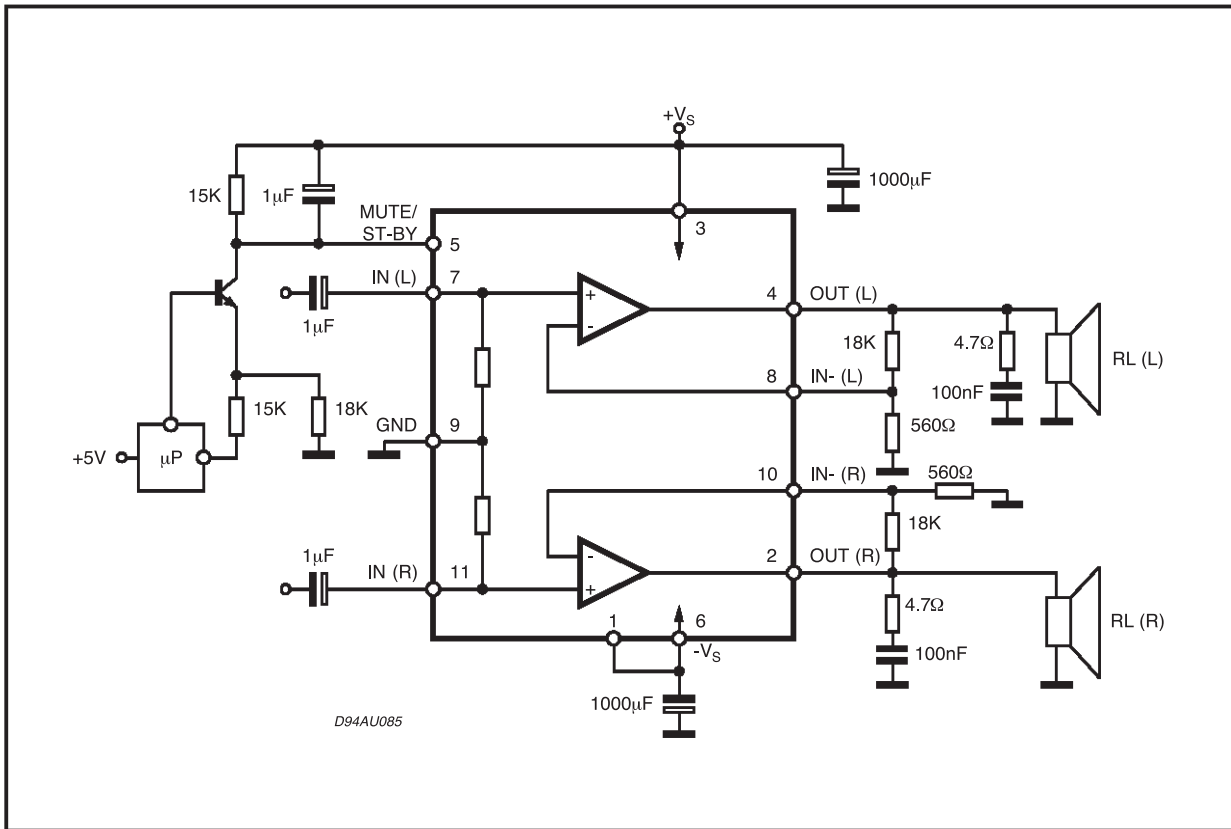 +VS
15K
1μF
1000μF
MUTE/
ST-BY
5
3
IN (L)
7
1μF
+
-
4
OUT (L)
18K
4.7Ω
RL (L)
8
IN- (L)
100nF
15K
18K
GND
9
560Ω
+5V
μP
10
IN- (R)
560Ω
18K
1μF
IN (R)
11
-
+
2
OUT (R)
4.7Ω
RL (R)
1
6
-VS
100nF
1000μF
D94AU085